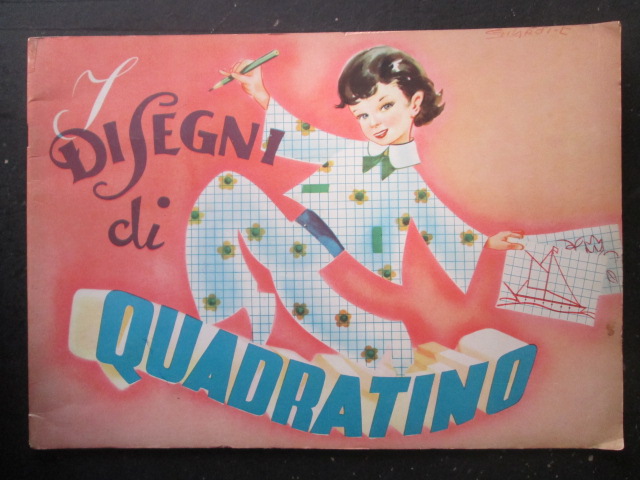 I
DISEGNI
di
QUADRATINO